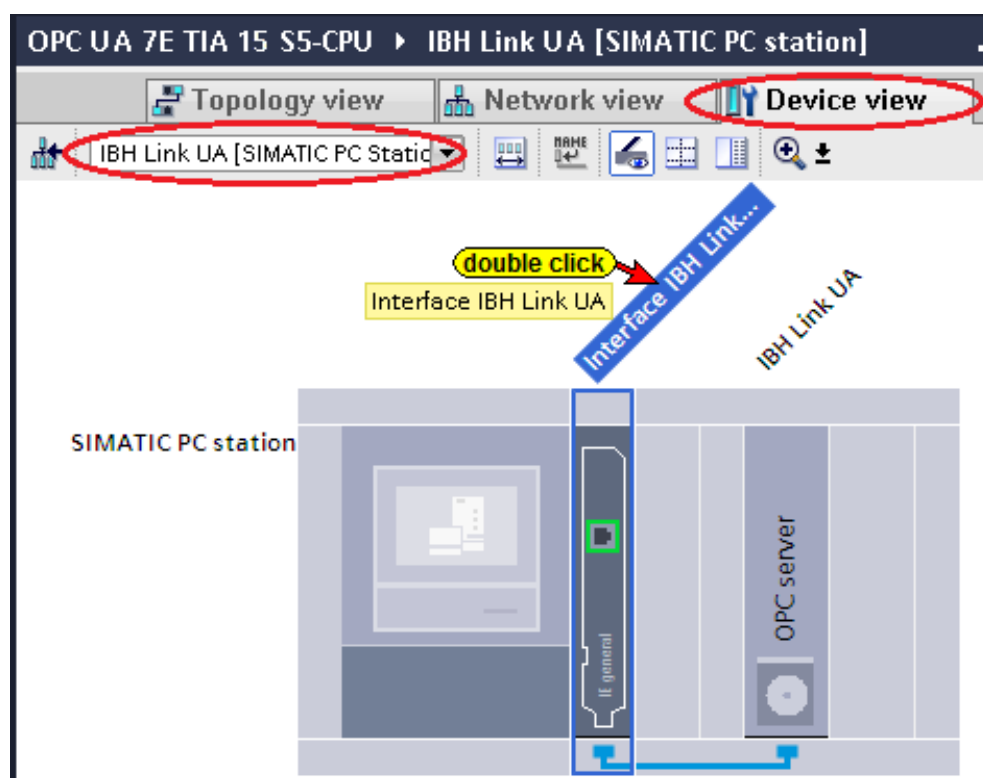 OPC UA 7E TIA 15 S5-CPU ▸ IBH Link UA [SIMATIC PC station]
Topology view Network view Device view
IBH Link UA [SIMATIC PC Static
NAME
Interface IBH Link...
double click
Interface IBH Link UA
IBH Link UA
SIMATIC PC station
OPC server
IE general